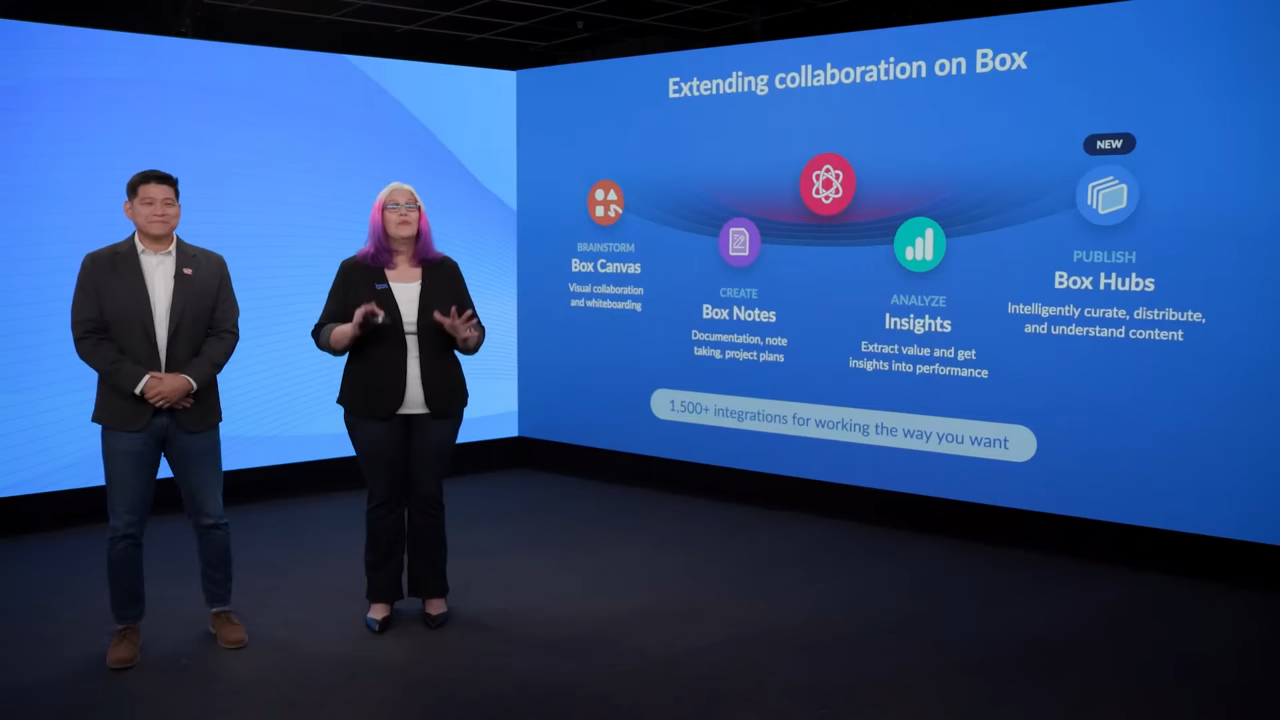 Extending collaboration on Box
NEW
BRAINSTORM
Box Canvas
Visual collaboration
and whiteboarding
CREATE
Box Notes
Documentation, note
taking, project plans
ANALYZE
Insights
Extract value and get
insights into performance
PUBLISH
Box Hubs
Intelligently curate, distribute,
and understand content
1,500+ integrations for working the way you want
box